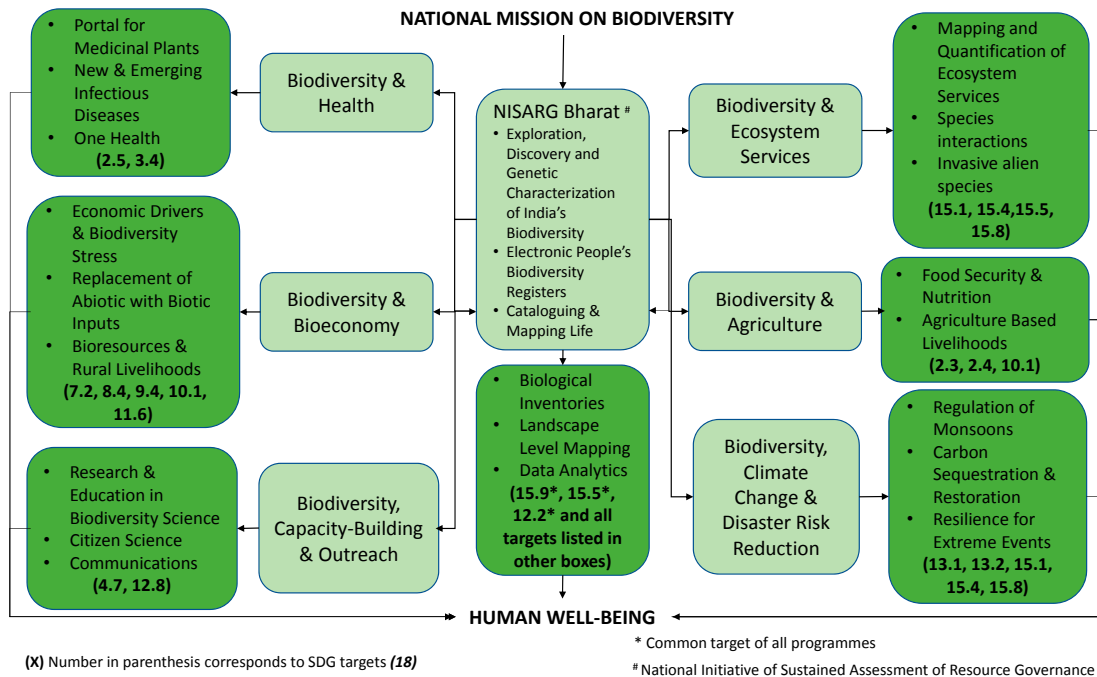 NATIONAL MISSION ON BIODIVERSITY
• Portal for
Medicinal Plants
• New & Emerging
Infectious
Diseases
• One Health
(2.5, 3.4)
Biodiversity &
Health
• Economic Drivers
& Biodiversity
Stress
• Replacement of
Abiotic with Biotic
Inputs
• Bioresources &
Rural Livelihoods
(7.2, 8.4, 9.4, 10.1,
11.6)
Biodiversity &
Bioeconomy
• Research &
Education in
Biodiversity Science
• Citizen Science
• Communications
(4.7, 12.8)
Biodiversity,
Capacity-Building
& Outreach
NISARG Bharat #
• Exploration,
Discovery and
Genetic
Characterization
of India's
Biodiversity
• Electronic People's
Biodiversity
Registers
• Cataloguing &
Mapping Life
• Biological
Inventories
• Landscape
Level Mapping
• Data Analytics
(15.9*, 15.5*,
12.2* and all
targets listed in
other boxes)
Biodiversity &
Ecosystem
Services
• Mapping and
Quantification of
Ecosystem
Services
• Species
interactions
• Invasive alien
species
(15.1, 15.4,15.5,
15.8)
Biodiversity &
Agriculture
• Food Security &
Nutrition
• Agriculture Based
Livelihoods
(2.3, 2.4, 10.1)
Biodiversity,
Climate
Change &
Disaster Risk
Reduction
• Regulation of
Monsoons
• Carbon
Sequestration &
Restoration
• Resilience for
Extreme Events
(13.1, 13.2, 15.1,
15.4, 15.8)
HUMAN WELL-BEING
(X) Number in parenthesis corresponds to SDG targets (18)
* Common target of all programmes
# National Initiative of Sustained Assessment of Resource Governance